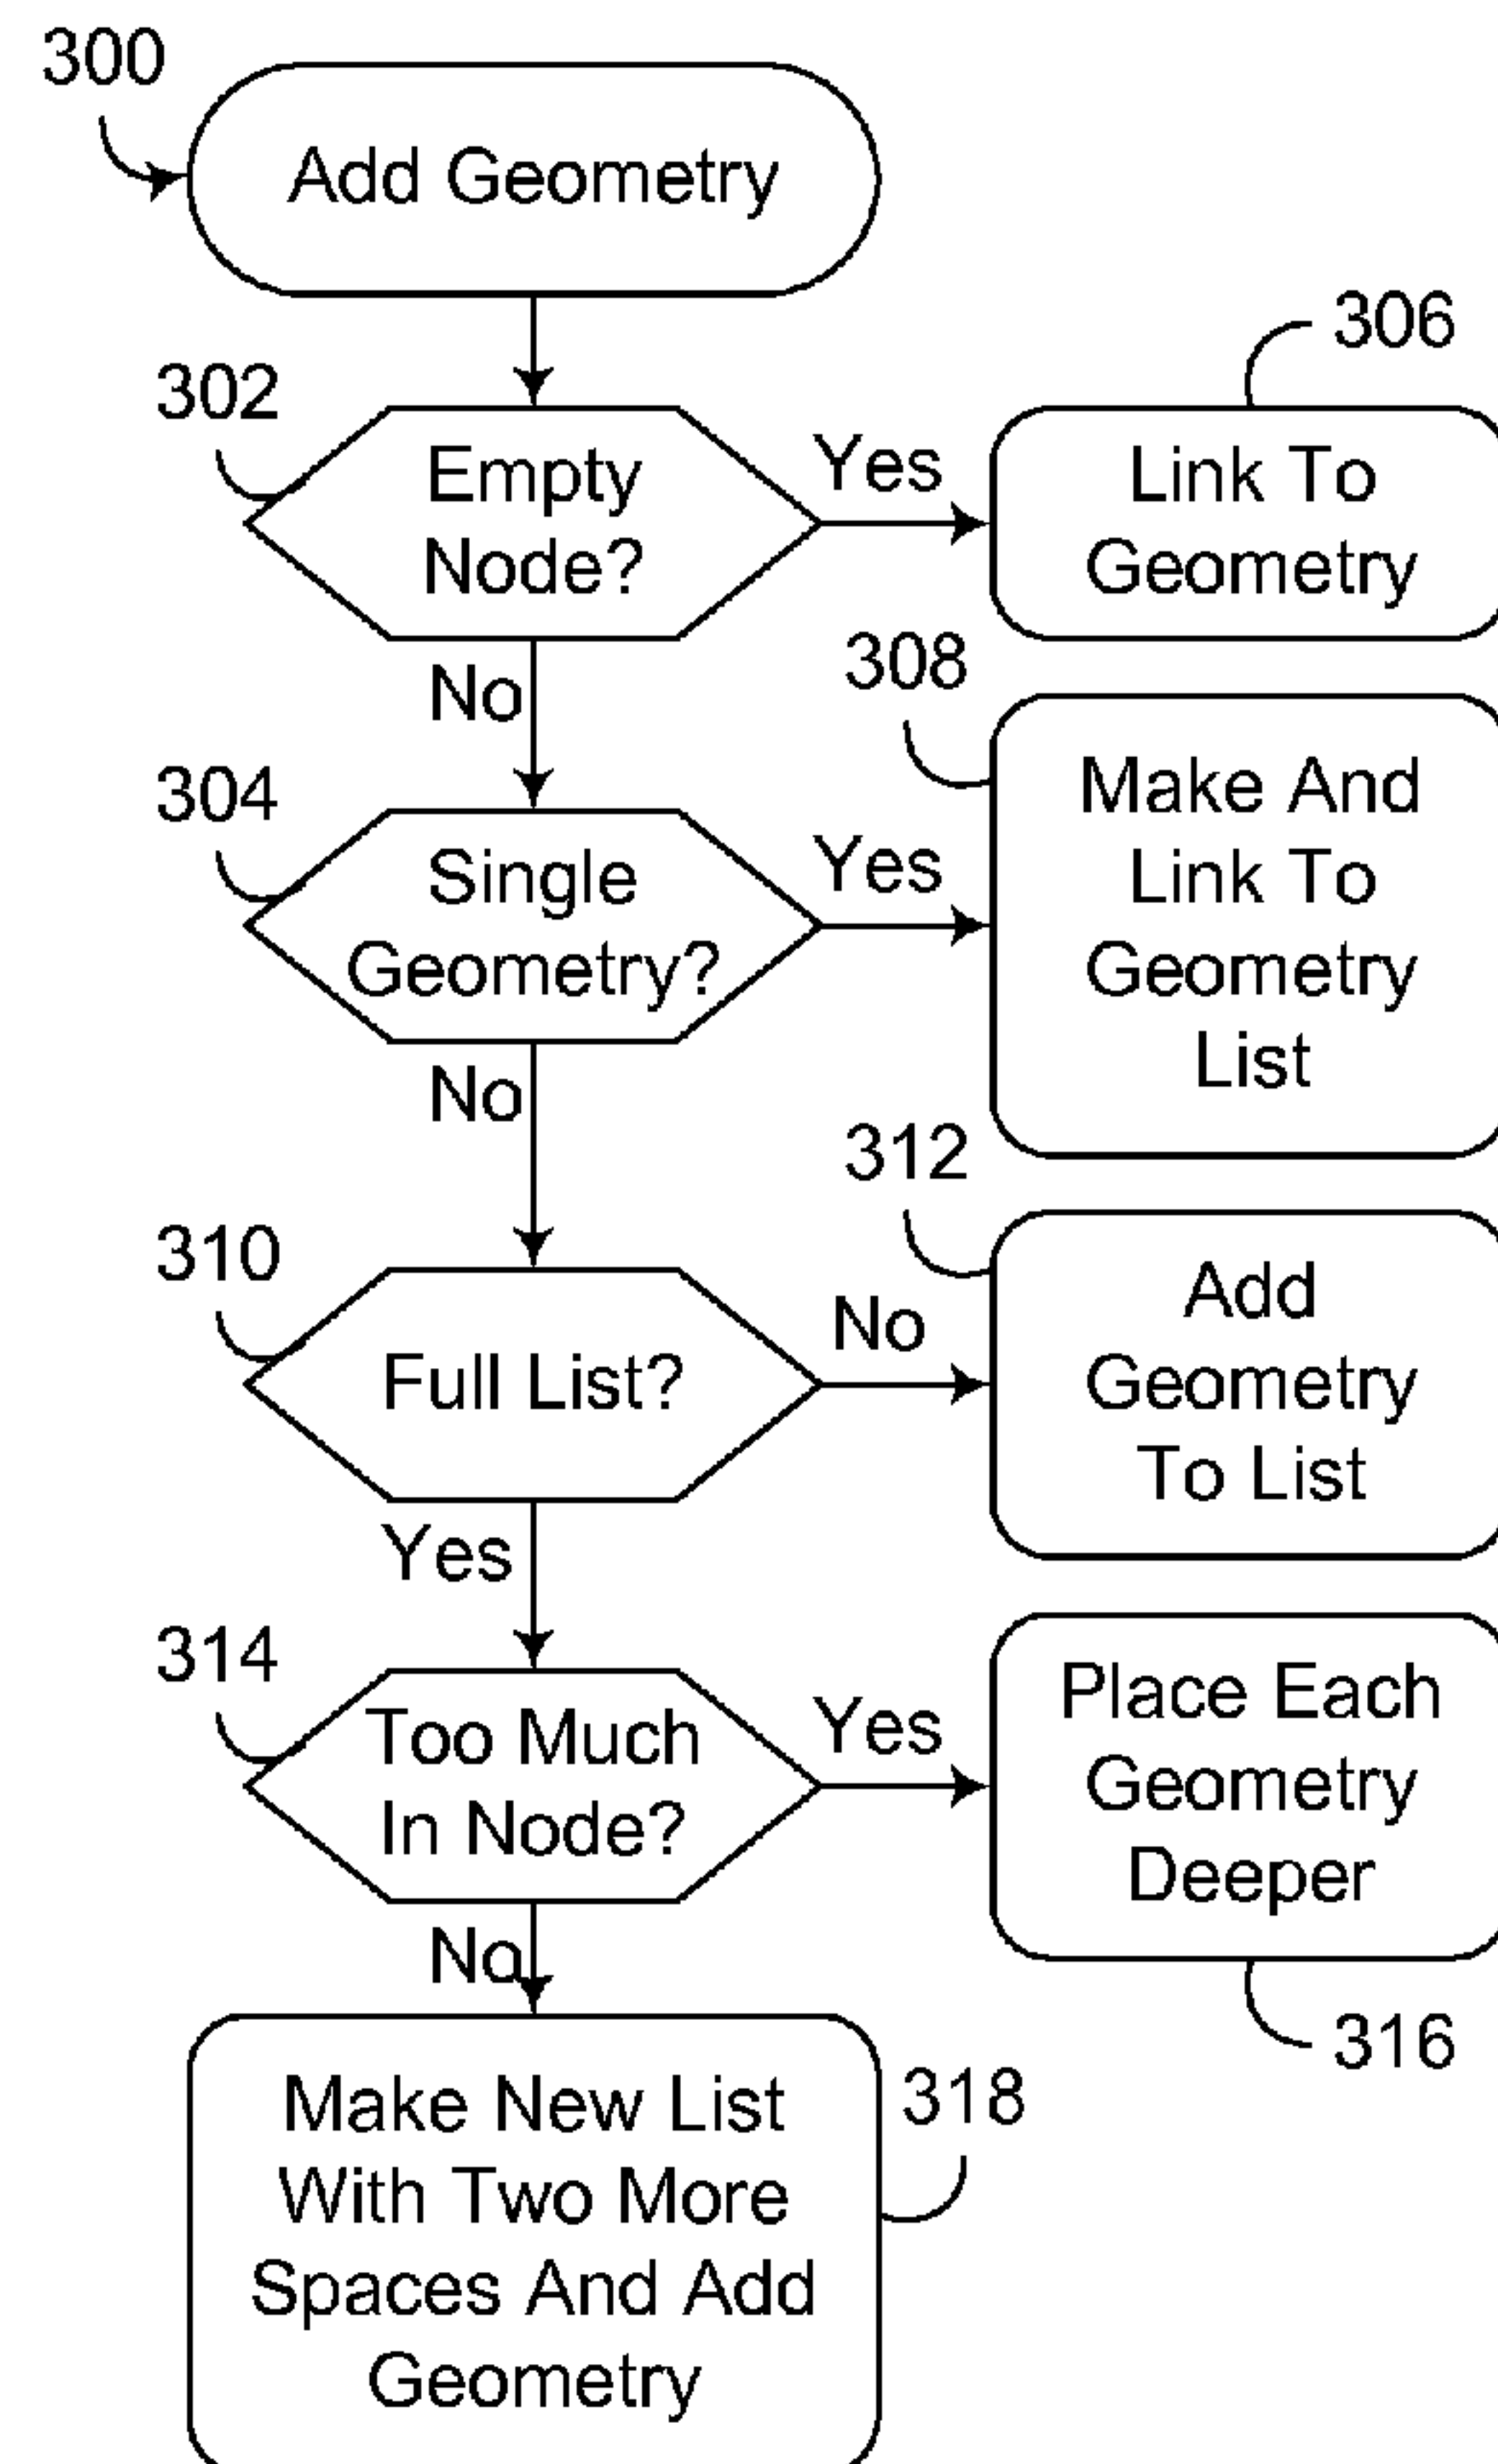 300
Add Geometry
306
302
Empty
Node?
Yes
Link To
Geometry
No
308
304
Single
Geometry?
Yes
Make And
Link To
Geometry
List
No
312
310
Full List?
No
Add
Geometry
To List
Yes
314
Too Much
In Node?
Yes
Place Each
Geometry
Deeper
No
316
Make New List
With Two More
Spaces And Add
Geometry
318